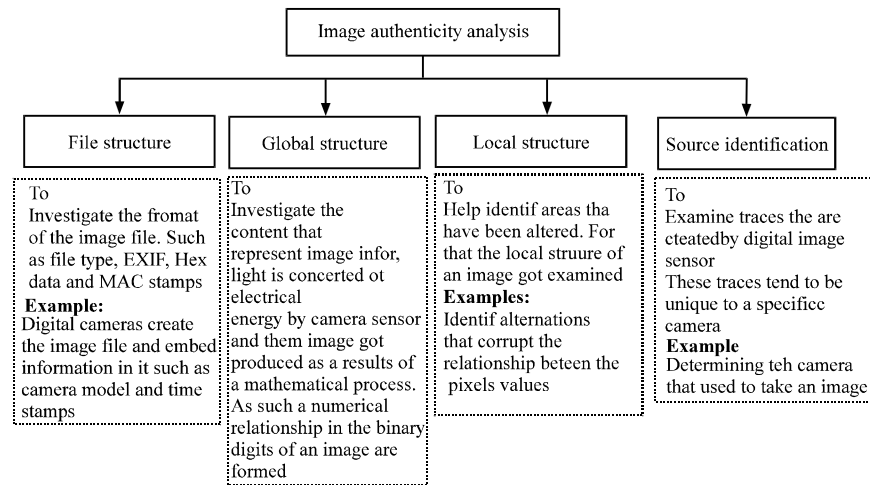 Image authenticity analysis
File structure
Global structure
Local structure
Source identification
To
Investigate the fromat
of the image file. Such
as file type, EXIF, Hex
data and MAC stamps
Example:
Digital cameras create
the image file and embed
information in it such as
camera model and time
stamps
To
Investigate the
content that
represent image infor,
light is concerted ot
electrical
energy by camera sensor
and them image got
produced as a results of
a mathematical process.
As such a numerical
relationship in the binary
digits of an image are
formed
To
Help identif areas tha
have been altered. For
that the local struure of
an image got examined
Examples:
Identif alternations
that corrupt the
relationship beteen the
pixels values
To
Examine traces the are
cteatedby digital image
sensor
These traces tend to be
unique to a specificc
camera
Example
Determining teh camera
that used to take an image